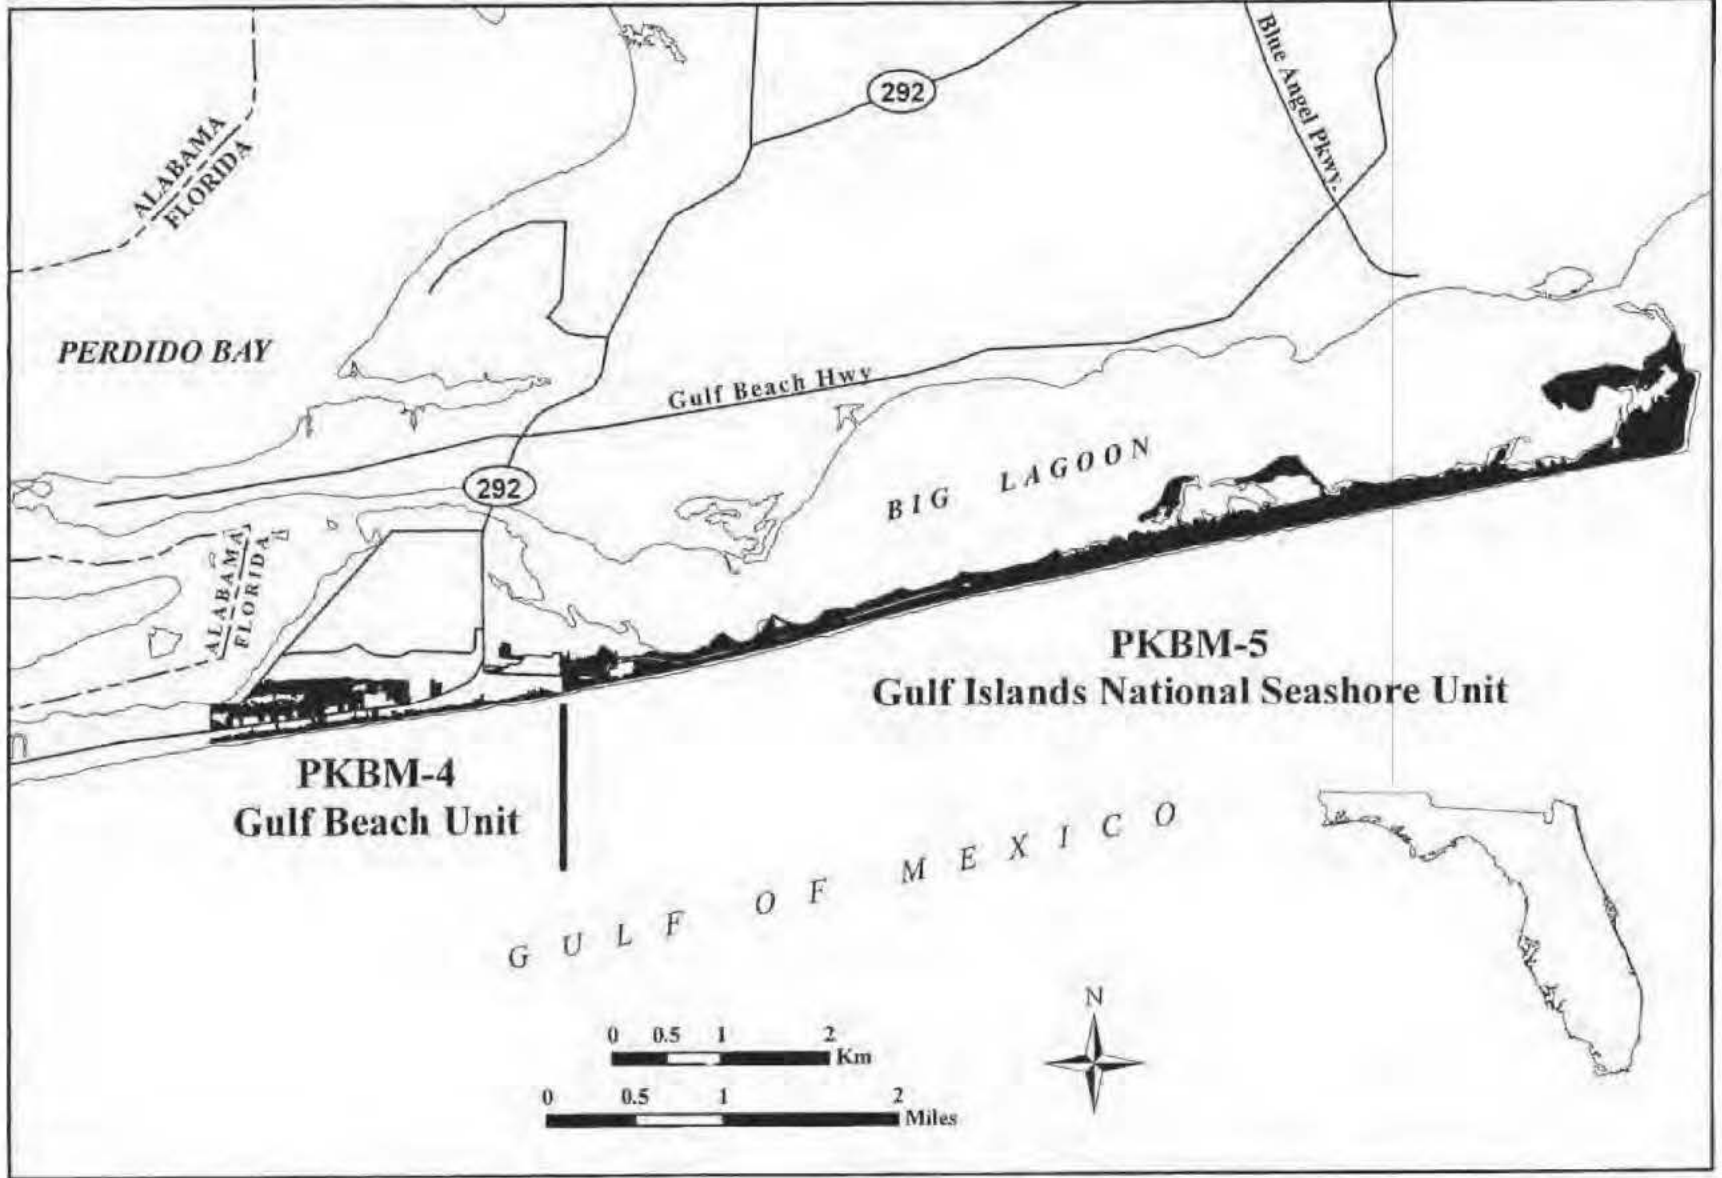 292
Blue Angel Pkwy.
ALABAMA
FLORIDA
PERDIDO BAY
Gulf Beach Hwy
BIG LAGOON
292
ALABAMA
FLORIDA
PKBM-5
Gulf Islands National Seashore Unit
PKBM-4
Gulf Beach Unit
GULF OF MEXICO
N
0 0.5 1 2
Km
0 0.5 1 2
Miles